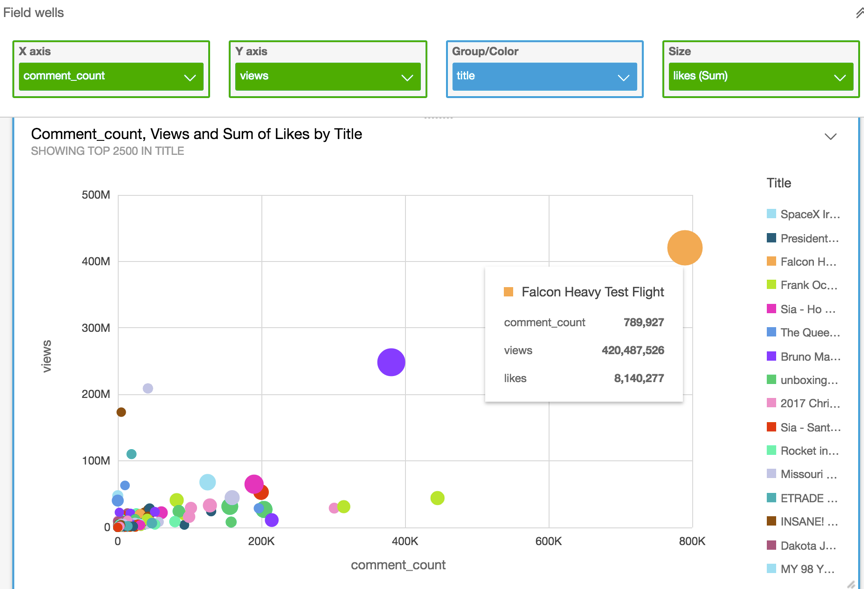 Field wells
X axis
comment_count
Y axis
views
Group/Color
title
Size
likes (Sum)
Comment_count, Views and Sum of Likes by Title
SHOWING TOP 2500 IN TITLE
500M
400M
300M
200M
100M
0
views
0
200K
400K
600K
800K
comment_count
Falcon Heavy Test Flight
comment_count 789,927
views 420,487,526
likes 8,140,277
Title
SpaceX Ir...
President...
Falcon H...
Frank Oc...
Sia - Ho ...
The Quee...
Bruno Ma...
unboxing...
2017 Chri...
Sia - Sant...
Rocket in...
Missouri ...
ETRADE ...
INSANE! ...
Dakota J...
MY 98 Y...